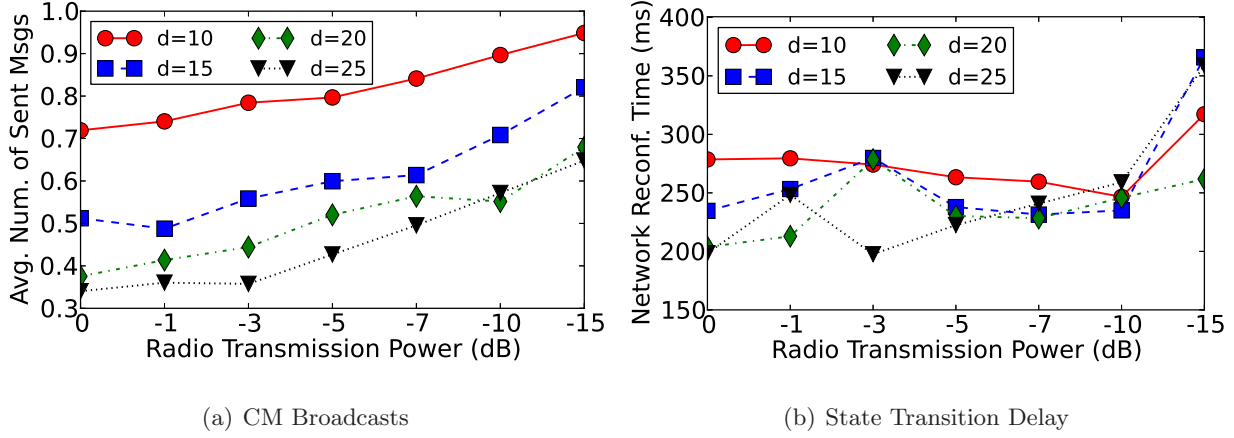 Avg. Num. of Sent Msgs
1.0
0.9
0.8
0.7
0.6
0.5
0.4
0.3
d=10
d=15
d=20
d=25
0 -1 -3 -5 -7 -10 -15
Radio Transmission Power (dB)
(a) CM Broadcasts
Network Reconf. Time (ms)
400
350
300
250
200
150
d=10
d=15
d=20
d=25
0 -1 -3 -5 -7 -10 -15
Radio Transmission Power (dB)
(b) State Transition Delay